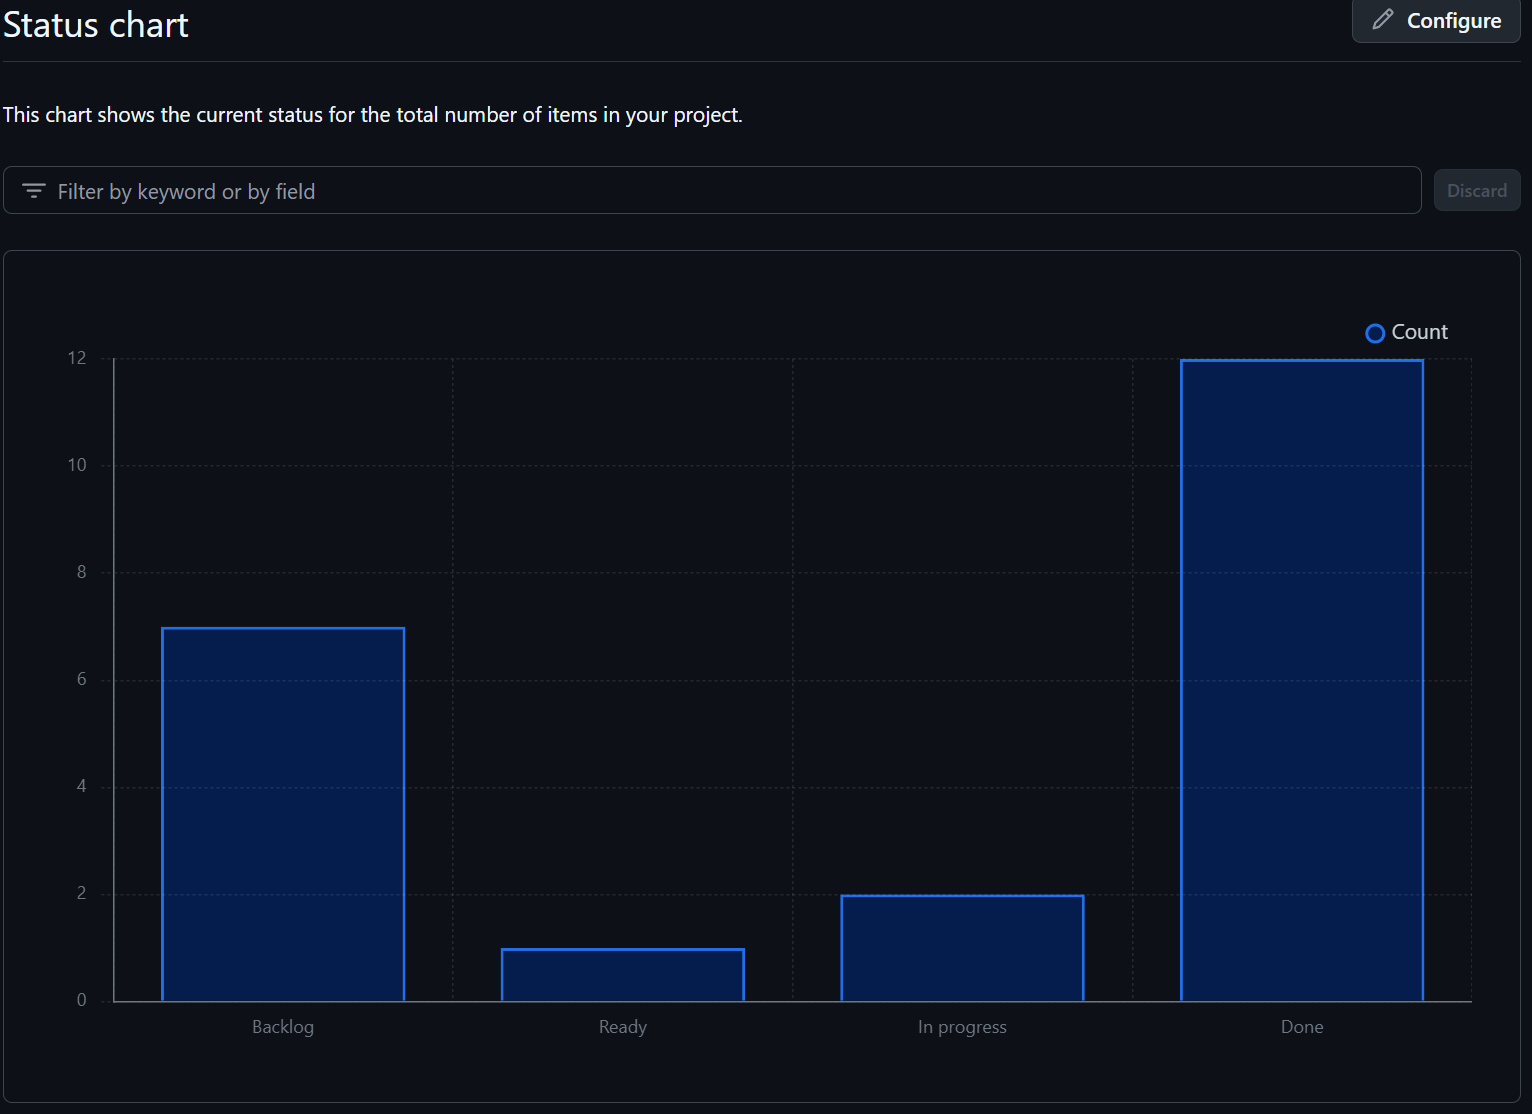 Status chart
Configure
This chart shows the current status for the total number of items in your project.
Filter by keyword or by field
Discard
Count
12
10
8
6
4
2
0
Backlog
Ready
In progress
Done